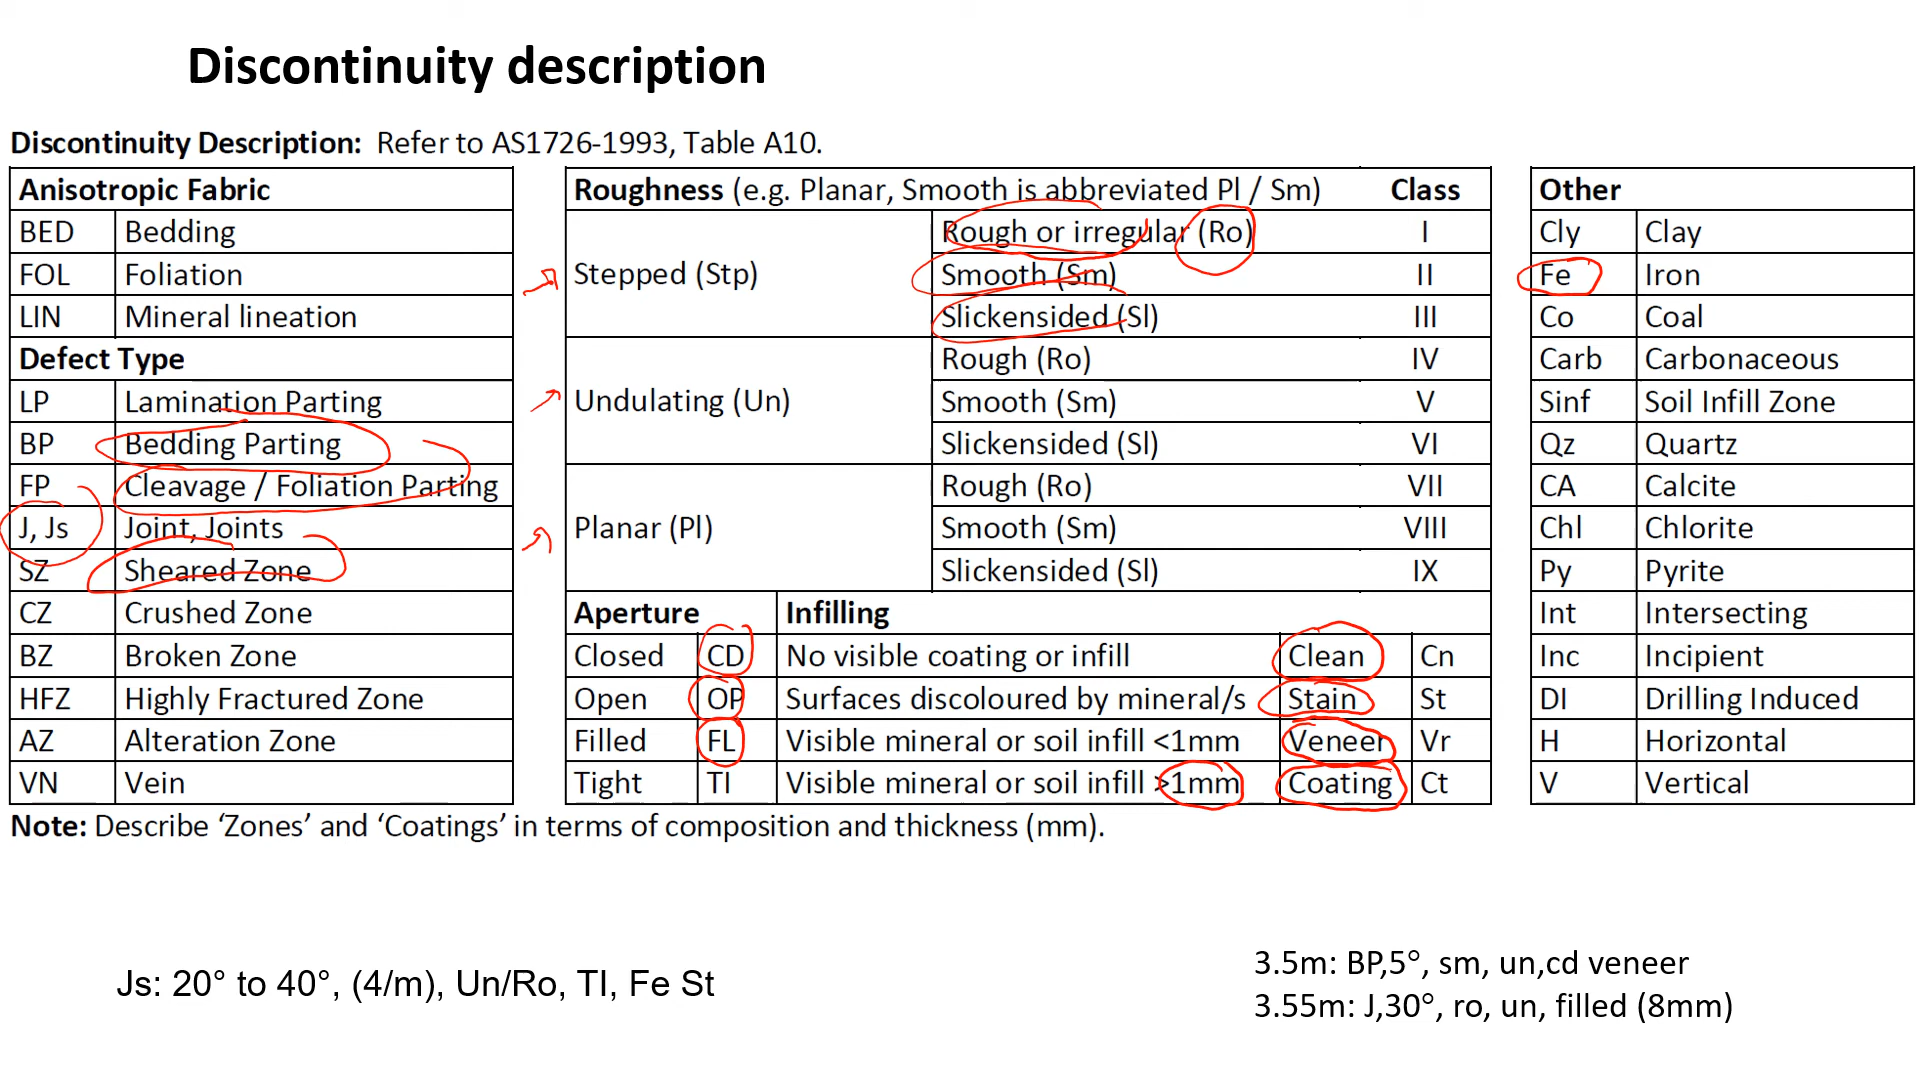 Discontinuity description
Discontinuity Description: Refer to AS1726-1993, Table A10.
Anisotropic Fabric
BED Bedding
FOL Foliation
LIN Mineral lineation
Defect Type
LP Lamination Parting
BP Bedding Parting
FP Cleavage / Foliation Parting
J, Js Joint, Joints
SZ Sheared Zone
CZ Crushed Zone
BZ Broken Zone
HFZ Highly Fractured Zone
AZ Alteration Zone
VN Vein
Roughness (e.g. Planar, Smooth is abbreviated Pl / Sm) Class
Stepped (Stp)
Rough or irregular (Ro) I
Smooth (Sm) II
Slickensided (Sl) III
Undulating (Un)
Rough (Ro) IV
Smooth (Sm) V
Slickensided (Sl) VI
Planar (Pl)
Rough (Ro) VII
Smooth (Sm) VIII
Slickensided (Sl) IX
Aperture Infilling
Closed CD No visible coating or infill Clean Cn
Open OP Surfaces discoloured by mineral/s Stain St
Filled FL Visible mineral or soil infill <1mm Veneer Vr
Tight TI Visible mineral or soil infill >1mm Coating Ct
Other
Cly Clay
Fe Iron
Co Coal
Carb Carbonaceous
Sinf Soil Infill Zone
Qz Quartz
CA Calcite
Chl Chlorite
Py Pyrite
Int Intersecting
Inc Incipient
DI Drilling Induced
H Horizontal
V Vertical
Note: Describe ‘Zones’ and ‘Coatings’ in terms of composition and thickness (mm).
Js: 20° to 40°, (4/m), Un/Ro, TI, Fe St
3.5m: BP,5°, sm, un,cd veneer
3.55m: J,30°, ro, un, filled (8mm)